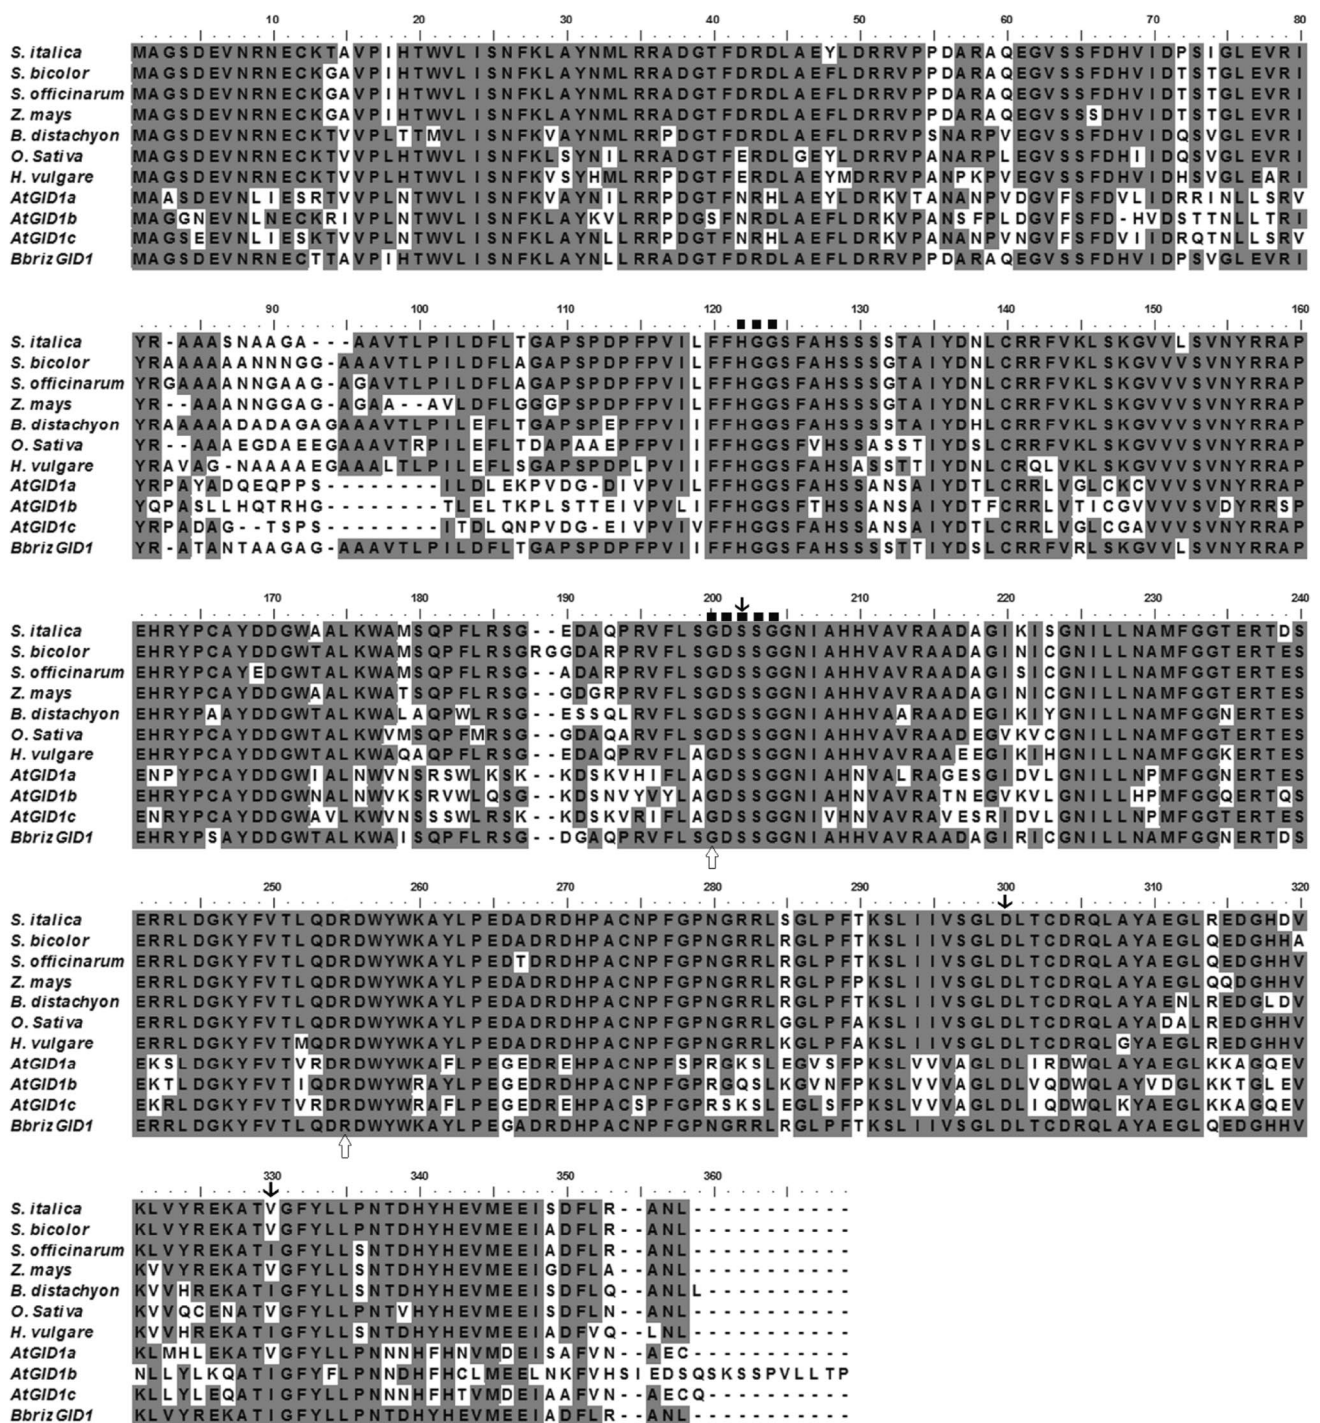 10 20 30 40 50 60 70 80
S. italica MAGSDEVNRNECKTAVPIHTWVLISNFKLAYNMLRRADGTFDRDLAEYLDRRVPPDARAQEGVSSFDHVIDPSIGLEVRI
S. bicolor MAGSDEVNRNECKGAVPIHTWVLISNFKLAYNMLRRADGTFDRDLAEFLDRRVPPDARAQEGVSSFDHVIDTSTGLEVRI
S. officinarum MAGSDEVNRNECKGAVPIHTWVLISNFKLAYNMLRRADGTFDRDLAEFLDRRVPPDARAQEGVSSFDHVIDTSTGLEVRI
Z. mays MAGSDEVNRNECKGAVPIHTWVLISNFKLAYNMLRRADGTFDRDLAEFLDRRVPPDARAQEGVSSSDHVIDTSTGLEVRI
B. distachyon MAGSDEVNRNECKTVVPLTTMVLISNFKVAYNMLRRPDGTFDRDLAEFLDRRVPSNARPVEGVSSFDHVIDQSVGLEVRI
O. Sativa MAGSDEVNRNECKTVVPLHTWVLISNFKLSYNILRRADGTFERDLGEYLDRRVPANARPLEGVSSFDHIIDQSVGLEVRI
H. vulgare MAGSDEVNRNECKTVVPLHTWVLISNFKVSYHMLRRPDGTFERDLAEYMDRRVPANPKPVEGVSSFDHVIDHSVGLEARI
AtGID1a MAASDEVNLIESRTVVPLNTWVLISNFKVAYNILRRPDGTFNRHLAEYLDRKVTANANPVDGVFSFDVLIDRRINLLSRV
AtGID1b MAGGNEVNLNECKRIVPLNTWVLISNFKLAYKVLRRPDGSFNRDLAEFLDRKVPANSFPLDGVFSFD-HVDSTTNLLTRI
AtGID1c MAGSEEVNLIESKTVVPLNTWVLISNFKLAYNLLRRPDGTFNRHLAEFLDRKVPANANPVNGVFSFDVIIDRQTNLLSRV
BbrizGID1 MAGSDEVNRNECTTAVPIHTWVLISNFKLAYNLLRRADGTFDRDLAEFLDRRVPPDARAQEGVSSFDHVIDPSVGLEVRI
90 100 110 120 130 140 150 160
S. italica YR-AAASNAAGA---AAVTLPILDFLTGAPSPDPFPVILFFHGGSFAHSSSSTAIYDNLCRRFVKLSKGVVLSVNYRRAP
S. bicolor YRAAAAAANNNGG-AAAVTLPILDFLAGAPSPDPFPVILFFHGGSFAHSSSGTAIYDNLCRRFVKLSKGVVVSVNYRRAP
S. officinarum YRGAAAANNGAAG-AGAVTLPILDFLAGAPSPDPFPVILFFHGGSFAHSSSGTAIYDNLCRRFVKLSKGVVVSVNYRRAP
Z. mays YR--AAANNGGAG-AGAA--AVLDFLGGGPSPDPFPVILFFHGGSFAHSSSCTAIYDNLCRRFVKLSKGVVVSVNYRRAP
B. distachyon YRAAAAADADAGAGAAAVTLPILEFLTGAPSPEPFPVIIFFHGGSFAHSSSSTAIYDHLCRRFVKLSKGVVVSVNYRRAP
O. Sativa YR--AAAEGDAEEGAAAVTRPILEFLTDAPAAEPFPVIIFFHGGSFVHSSASSTIYDSLCRRFVKLSKGVVVSVNYRRAP
H. vulgare YRAVAG-NAAAAEGAAALTLPILEFLSGAPSPDPLPVIIFFHGGSFAHSASSTTIYDNLCRQLVKLSKGVVVSVNYRRAP
AtGID1a YRPAYADQEQPPS--------ILDLEKPVDG-DIVPVILFFHGGSFAHSSANSAIYDTLCRRLVGLCKCVVVSVNYRRAP
AtGID1b YQPASLLHQTRHG--------TLELTKPLSTTEIVPVLIFFHGGSFTHSSANSAIYDTFCRRLVTICGVVVVSVDYRRSP
AtGID1c YRPADAG--TSPS--------ITDLQNPVDG-EIVPVIVFFHGGSFAHSSANSAIYDTLCRRLVGLCGAVVVSVNYRRAP
BbrizGID1 YR-ATANTAAGAG-AAAVTLPILDFLTGAPSPDPFPVIIFFHGGSFAHSSSSTTIYDSLCRRFVRLSKGVVLSVNYRRAP
170 180 190 200 210 220 230 240
S. italica EHRYPCAYDDGWAALKWAMSQPFLRSG--EDAQPRVFLSGDSSGGNIAHHVAVRAADAGIKISGNILLNAMFGGTERTDS
S. bicolor EHRYPCAYDDGWTALKWAMSQPFLRSGRGGDARPRVFLSGDSSGGNIAHHVAVRAADAGINICGNILLNAMFGGTERTES
S. officinarum EHRYPCAYEDGWTALKWAMSQPFLRSG--ADARPRVFLSGDSSGGNIAHHVAVRAADAGISICGNILLNAMFGGTERTES
Z. mays EHRYPCAYDDGWAALKWATSQPFLRSG--GDGRPRVFLSGDSSGGNIAHHVAVRAADAGINICGNILLNAMFGGTERTES
B. distachyon EHRYPAAYDDGWTALKWALAQPWLRSG--ESSQLRVFLSGDSSGGNIAHHVAARAADEGIKIYGNILLNAMFGGNERTES
O. Sativa EHRYPCAYDDGWTALKWVMSQPFMRSG--GDAQARVFLSGDSSGGNIAHHVAVRAADEGVKVCGNILLNAMFGGTERTES
H. vulgare EHRYPCAYDDGWTALKWAQAQPFLRSG--EDAQPRVFLAGDSSGGNIAHHVAVRAAEEGIKIHGNILLNAMFGGKERTES
AtGID1a ENPYPCAYDDGWIALNWVNSRSWLKSK--KDSKVHIFLAGDSSGGNIAHNVALRAGESGIDVLGNILLNPMFGGNERTES
AtGID1b EHRYPCAYDDGWNALNWVKSRVWLQSG--KDSNVYVYLAGDSSGGNIAHNVAVRATNEGVKVLGNILLHPMFGGQERTQS
AtGID1c ENRYPCAYDDGWAVLKWVNSSSWLRSK--KDSKVRIFLAGDSSGGNIVHNVAVRAVESRIDVLGNILLNPMFGGTERTES
BbrizGID1 EHRYPSAYDDGWAALKWAISQPFLRSG--DGAQPRVFLSGDSSGGNIAHHVAVRAADAGIRICGNILLNAMFGGNERTDS
250 260 270 280 290 300 310 320
S. italica ERRLDGKYFVTLQDRDWYWKAYLPEDADRDHPACNPFGPNGRRLSGLPFTKSLIIVSGLDLTCDRQLAYAEGLREDGHDV
S. bicolor ERRLDGKYFVTLQDRDWYWKAYLPEDADRDHPACNPFGPNGRRLRGLPFTKSLIIVSGLDLTCDRQLAYAEGLQEDGHHA
S. officinarum ERRLDGKYFVTLQDRDWYWKAYLPEDTDRDHPACNPFGPNGRRLRGLPFTKSLIIVSGLDLTCDRQLAYAEGLQEDGHHV
Z. mays ERRLDGKYFVTLQDRDWYWKAYLPEDADRDHPACNPFGPNGRRLRGLPFPKSLIIVSGLDLTCDRQLAYAEGLQQDGHHV
B. distachyon ERRLDGKYFVTLQDRDWYWKAYLPEDADRDHPACNPFGPNGRRLRGLPFTKSLIIVSGLDLTCDRQLAYAENLREDGLDV
O. Sativa ERRLDGKYFVTLQDRDWYWKAYLPEDADRDHPACNPFGPNGRRLGGLPFAKSLIIVSGLDLTCDRQLAYADALREDGHHV
H. vulgare ERRLDGKYFVTMQDRDWYWKAYLPEDADRDHPACNPFGPNGRRLKGLPFAKSLIIVSGLDLTCDRQLGYAEGLREDGHHV
AtGID1a EKSLDGKYFVTVRDRDWYWKAFLPEGEDREHPACNPFSPRGKSLEGVSFPKSLVVVAGLDLIRDWQLAYAEGLKKAGQEV
AtGID1b EKTLDGKYFVTIQDRDWYWRAYLPEGEDRDHPACNPFGPRGQSLKGVNFPKSLVVVAGLDLVQDWQLAYVDGLKKTGLEV
AtGID1c EKRLDGKYFVTVRDRDWYWRAFLPEGEDREHPACSPFGPRSKSLEGLSFPKSLVVVAGLDLIQDWQLKYAEGLKKAGQEV
BbrizGID1 ERRLDGKYFVTLQDRDWYWKAYLPEGADRDHPACNPFGPNGRRLRGLPFTKSLIIVSGLDLTCDRQLAYAEGLQEDGHHV
330 340 350 360
S. italica KLVYREKATVGFYLLPNTDHYHEVMEEISDFLR--ANL-----------
S. bicolor KLVYREKATVGFYLLPNTDHYHEVMEEIADFLR--ANL-----------
S. officinarum KLVYREKATIGFYLLSNTDHYHEVMEEIADFLR--ANL-----------
Z. mays KVVYREKATVGFYLLSNTDHYHEVMEEIGDFLA--ANL-----------
B. distachyon KVVHREKATIGFYLLSNTDHYHEVMEEISDFLQ--ANLL----------
O. Sativa KVVQCENATVGFYLLPNTVHYHEVMEEISDFLN--ANL-----------
H. vulgare KVVHREKATIGFYLLSNTDHYHEVMEEIADFVQ--LNL-----------
AtGID1a KLMHLEKATVGFYLLPNNNHFHNVMDEISAFVN--AEC-----------
AtGID1b NLLYLKQATIGFYFLPNNDHFHCLMEELNKFVHSIEDSQSKSSPVLLTP
AtGID1c KLLYLEQATIGFYLLPNNNHFHTVMDEIAAFVN--AECQ----------
BbrizGID1 KLVYREKATIGFYLLPNTDHYHEVMEEISDFLR--ANL-----------